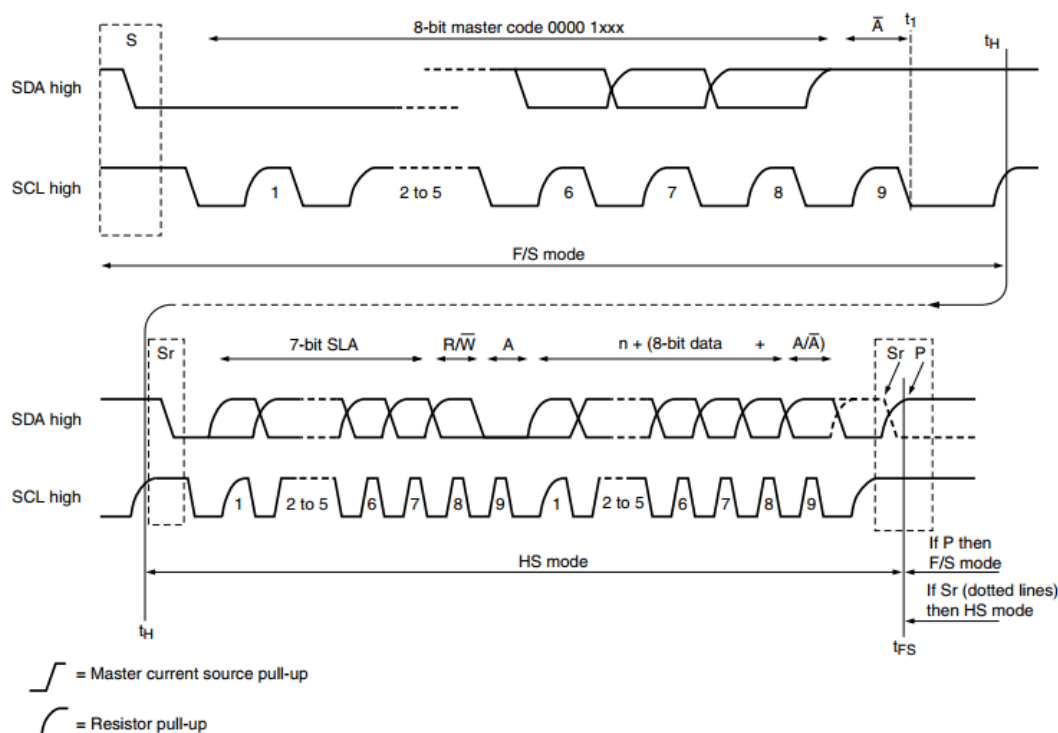 S
8-bit master code 0000 1xxx
A̅
t1
tH
SDA high
SCL high
1
2 to 5
6
7
8
9
F/S mode
Sr
7-bit SLA
R/W̅
A
n + (8-bit data
+
A/A̅)
Sr
P
SDA high
SCL high
1
2 to 5
6
7
8
9
1
2 to 5
6
7
8
9
If P then
F/S mode
HS mode
If Sr (dotted lines)
then HS mode
tH
tFS
= Master current source pull-up
= Resistor pull-up